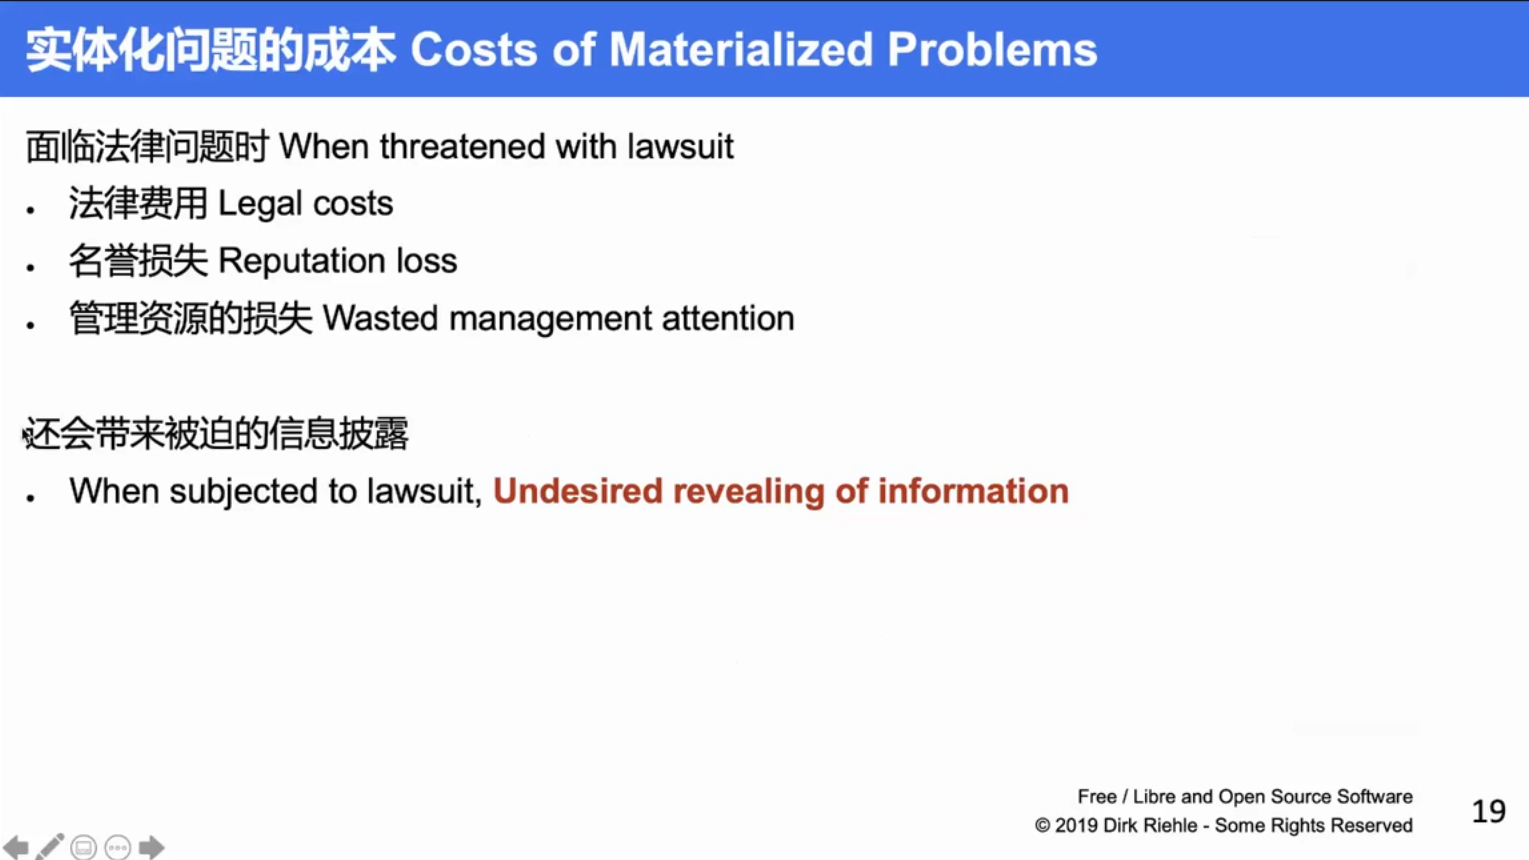 实体化问题的成本 Costs of Materialized Problems
面临法律问题时 When threatened with lawsuit
• 法律费用 Legal costs
• 名誉损失 Reputation loss
• 管理资源的损失 Wasted management attention
还会带来被迫的信息披露
• When subjected to lawsuit, Undesired revealing of information
Free / Libre and Open Source Software
© 2019 Dirk Riehle - Some Rights Reserved
19